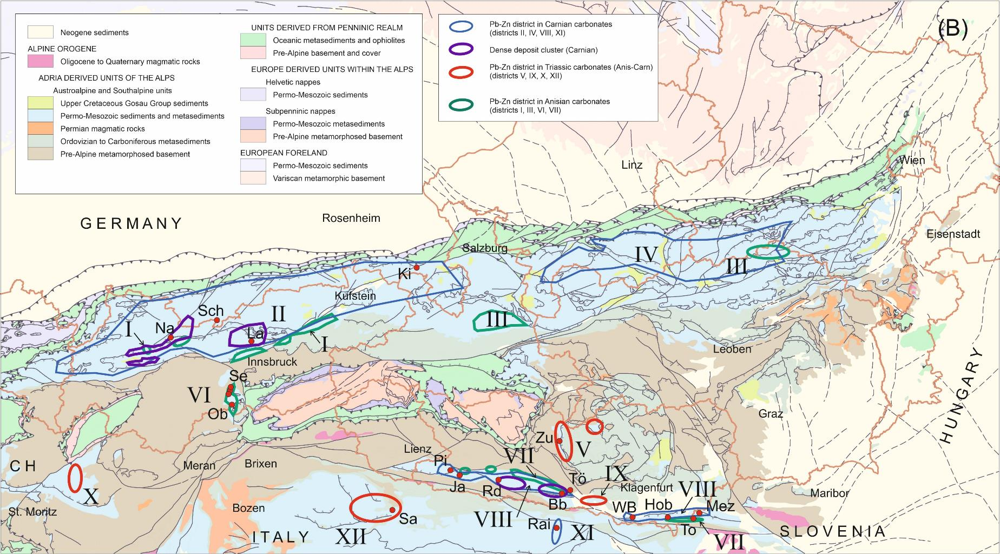 Neogene sediments
ALPINE OROGENE
Oligocene to Quaternary magmatic rocks
ADRIA DERIVED UNITS OF THE ALPS
Austroalpine and Southalpine units
Upper Cretaceous Gosau Group sediments
Permo-Mesozoic sediments and metasediments
Permian magmatic rocks
Ordovizian to Carboniferous metasediments
Pre-Alpine metamorphosed basement
UNITS DERIVED FROM PENNINIC REALM
Oceanic metasediments and ophiolites
Pre-Alpine basement and cover
EUROPE DERIVED UNITS WITHIN THE ALPS
Helvetic nappes
Permo-Mesozoic sediments
Subpenninic nappes
Permo-Mesozoic metasediments
Pre-Alpine metamorphosed basement
EUROPEAN FORELAND
Permo-Mesozoic sediments
Variscan metamorphic basement
Pb-Zn district in Carnian carbonates
(districts II, IV, VIII, XI)
Dense deposit cluster (Carnian)
Pb-Zn district in Triassic carbonates (Anis-Carn)
(districts V, IX, X, XII)
Pb-Zn district in Anisian carbonates
(districts I, III, VI, VII)
(B)
Linz
Wien
GERMANY
Rosenheim
Eisenstadt
Salzburg
IV
III
Ki
Kufstein
Sch
II
III
I
Na
La
I
Leoben
Innsbruck
Se
VI
Ob
HUNGARY
Graz
Zu
V
Lienz
VII
CH
Meran
Brixen
Pi
IX
Tö
Ja
Rd
Klagenfurt
VIII
X
Maribor
St. Moritz
Bozen
Bb
WB
Hob
Mez
Sa
VIII
Rai
XI
To
ITALY
XII
SLOVENIA
VII